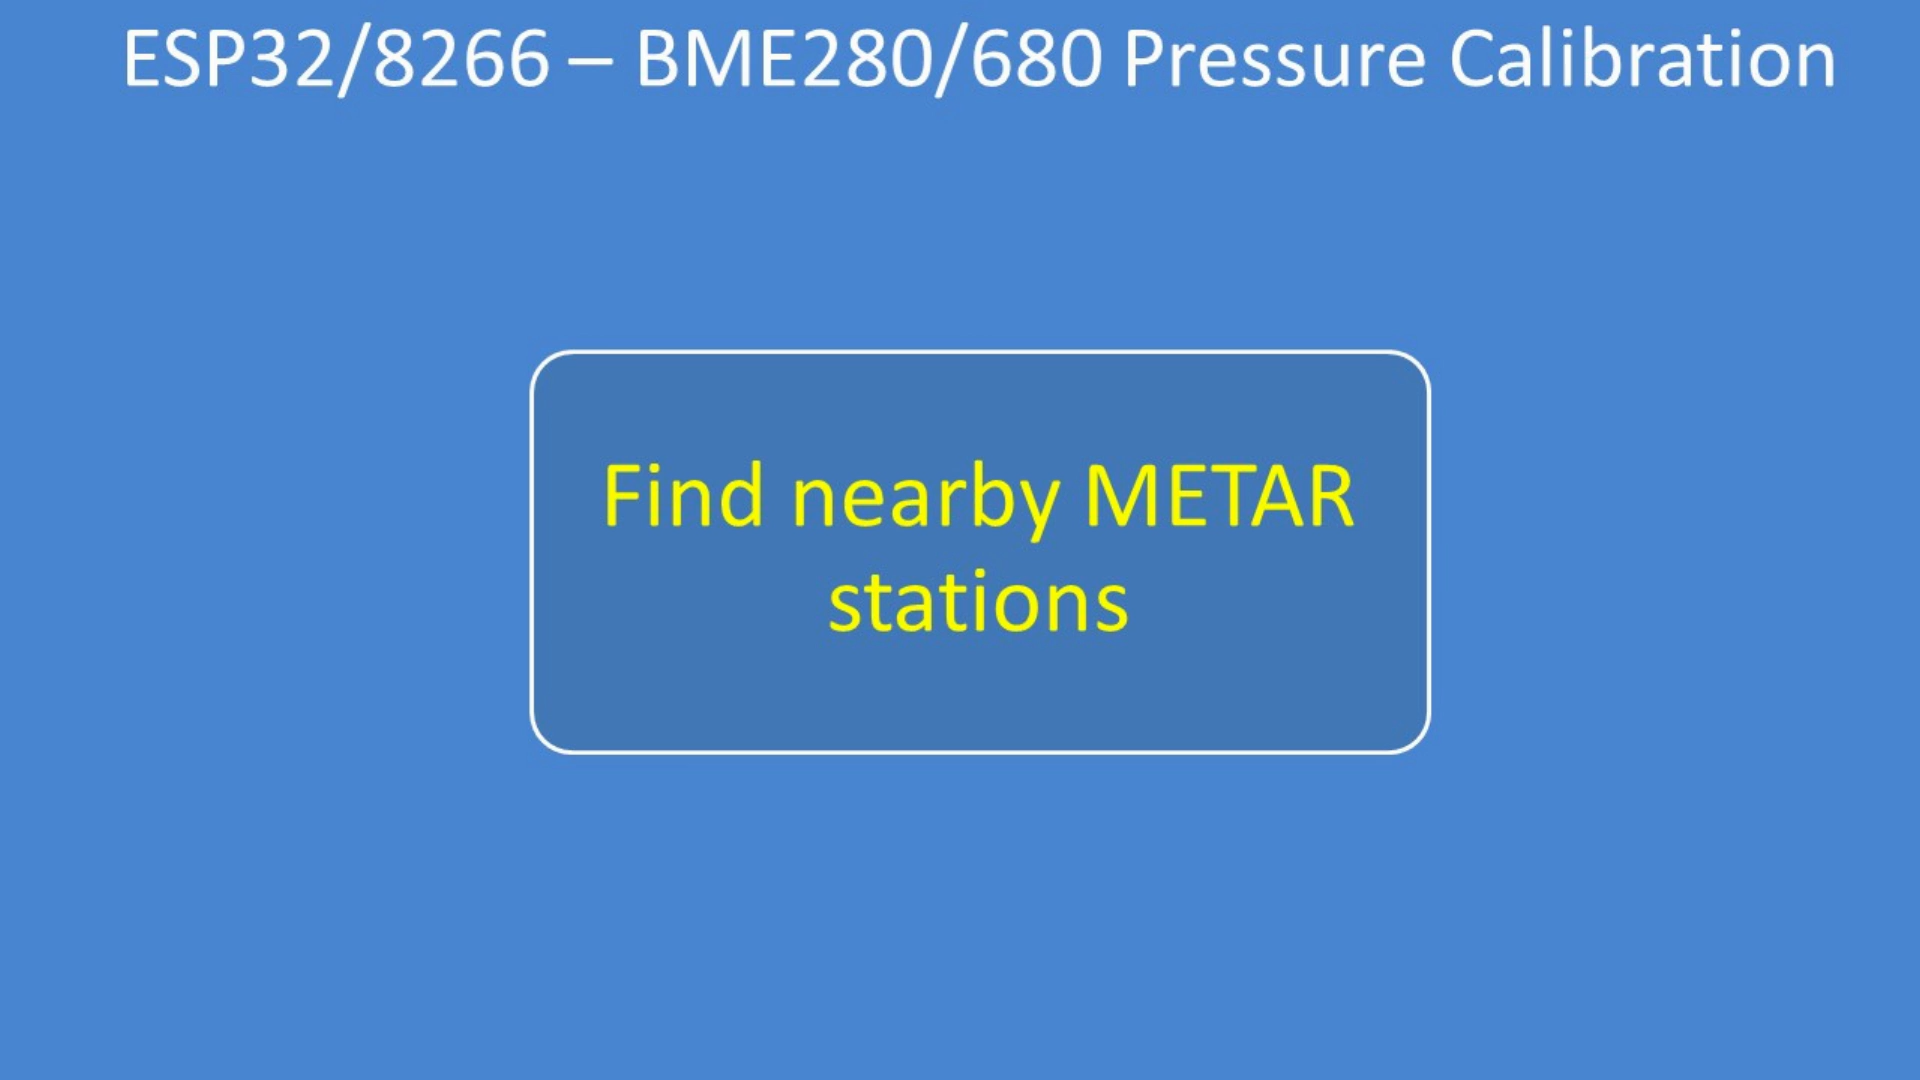 ESP32/8266 – BME280/680 Pressure Calibration
Find nearby METAR
stations